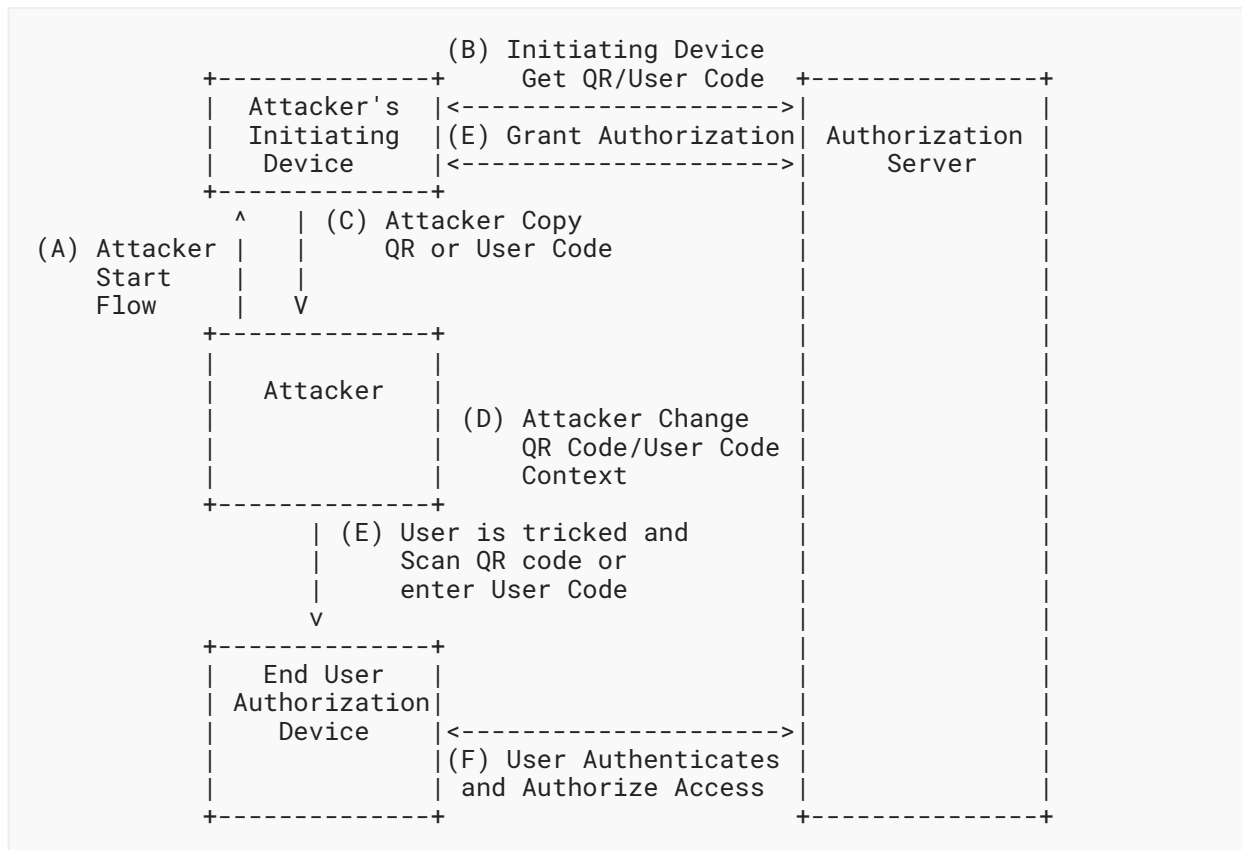 (B) Initiating Device
Get QR/User Code
Attacker's
Initiating
Device
(E) Grant Authorization
Authorization
Server
(A) Attacker
Start
Flow
(C) Attacker Copy
QR or User Code
Attacker
(D) Attacker Change
QR Code/User Code
Context
(E) User is tricked and
Scan QR code or
enter User Code
End User
Authorization
Device
(F) User Authenticates
and Authorize Access